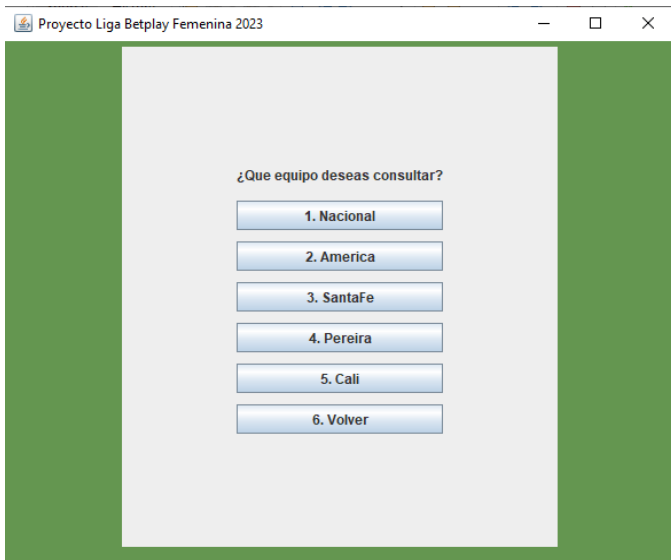 Proyecto Liga Betplay Femenina 2023
¿Que equipo deseas consultar?
1. Nacional
2. America
3. SantaFe
4. Pereira
5. Cali
6. Volver